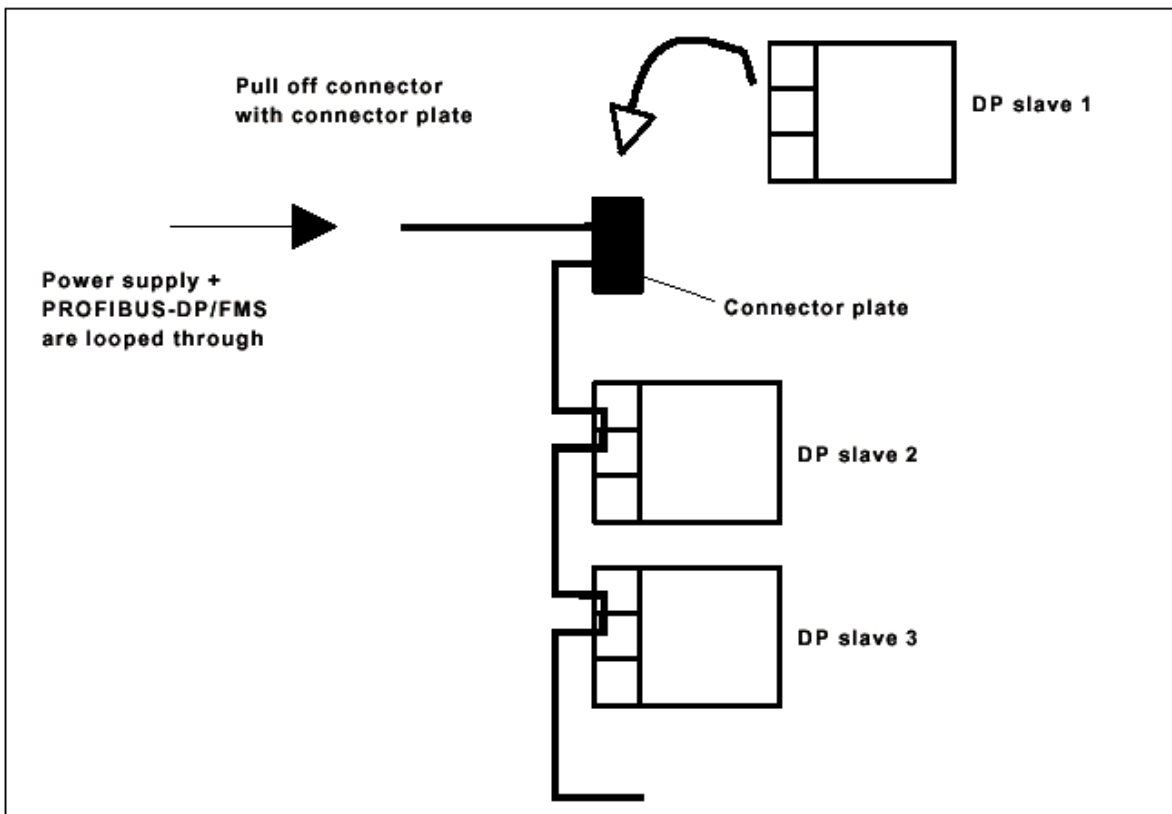 Pull off connector
with connector plate
DP slave 1
Power supply +
PROFIBUS-DP/FMS
are looped through
Connector plate
DP slave 2
DP slave 3